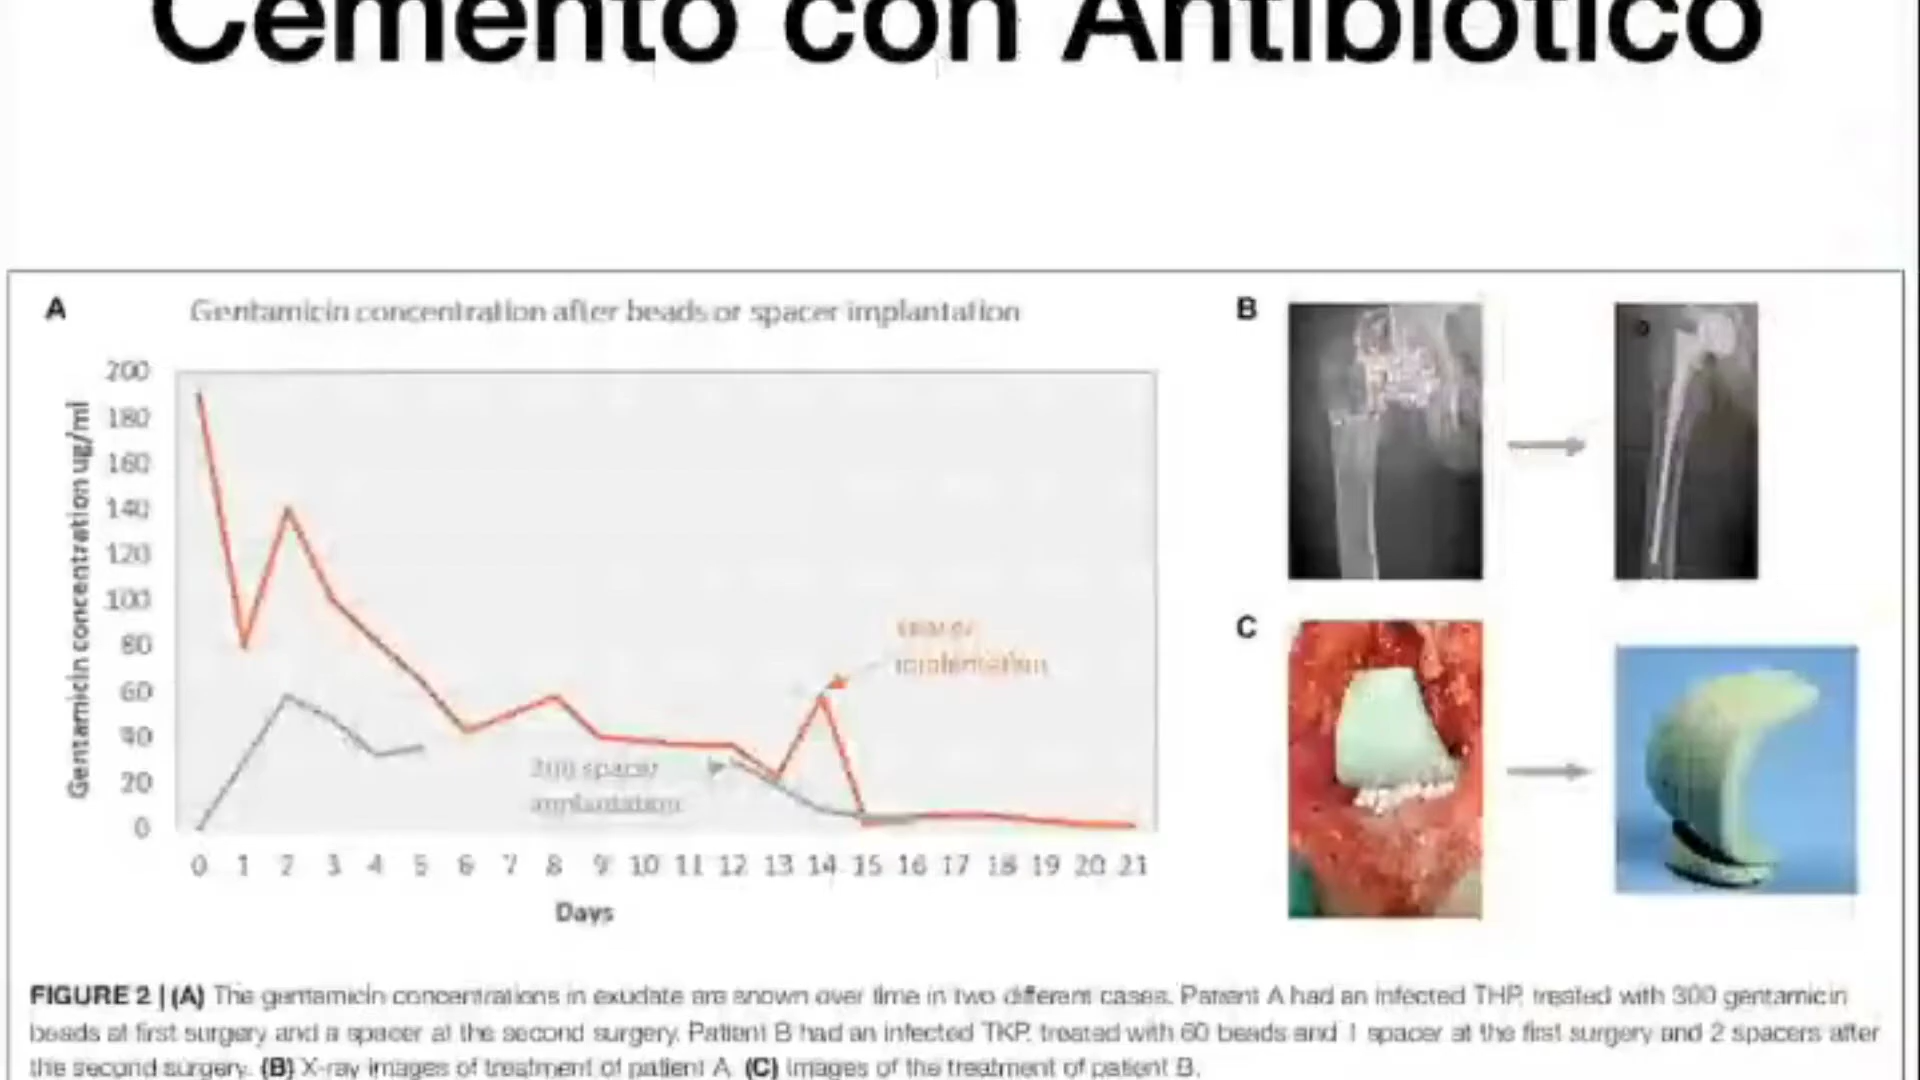 Cemento con Antibiótico
A
Gentamicin concentration after beads or spacer implantation
B
200
180
160
140
120
100
80
60
40
20
0
Gentamicin concentration ug/ml
spacer
implantation
spacer
implantation
0 1 2 3 4 5 6 7 8 9 10 11 12 13 14 15 16 17 18 19 20 21
Days
C
FIGURE 2 | (A) The gentamicin concentrations in exudate are shown over time in two different cases. Patient A had an infected THP, treated with 300 gentamicin
beads at first surgery and a spacer at the second surgery. Patient B had an infected TKP, treated with 60 beads and 1 spacer at the first surgery and 2 spacers after
the second surgery. (B) X-ray images of treatment of patient A. (C) Images of the treatment of patient B.